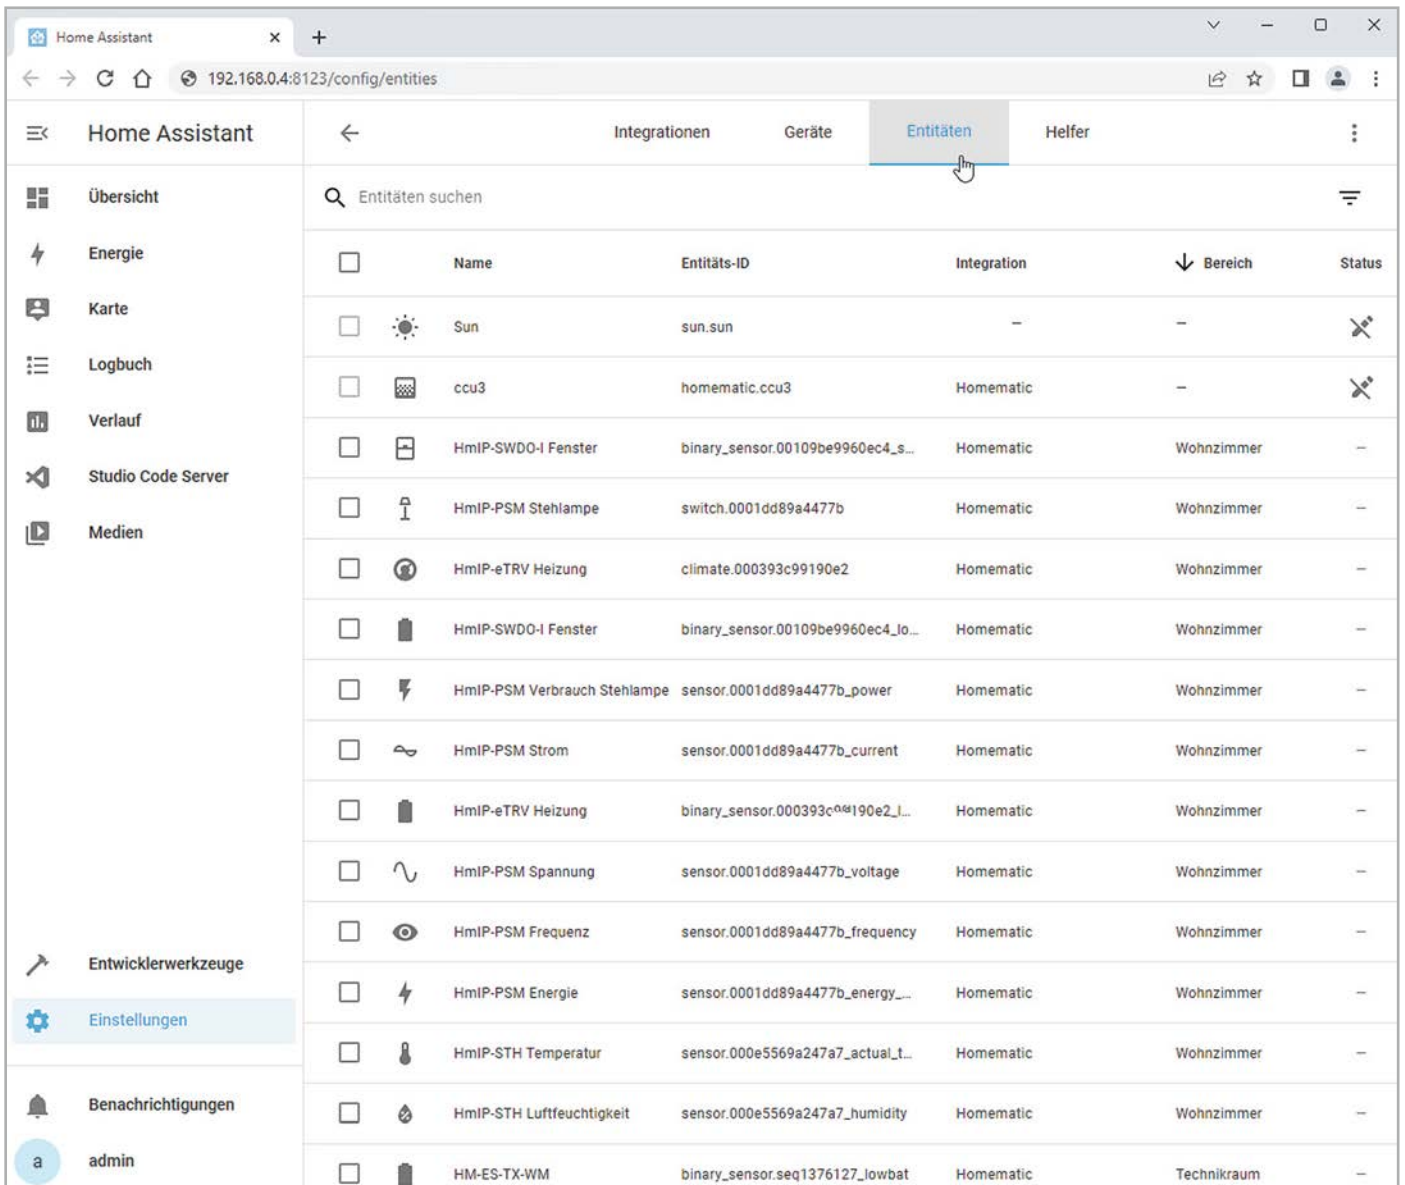 Home Assistant
192.168.0.4:8123/config/entities
Home Assistant
Integrationen Geräte Entitäten Helfer
Übersicht
Energie
Karte
Logbuch
Verlauf
Studio Code Server
Medien
Entwicklerwerkzeuge
Einstellungen
Benachrichtigungen
a admin
Entitäten suchen
Name Entitäts-ID Integration Bereich Status
Sun sun.sun – –
ccu3 homematic.ccu3 Homematic –
HmIP-SWDO-I Fenster binary_sensor.00109be9960ec4_s... Homematic Wohnzimmer –
HmIP-PSM Stehlampe switch.0001dd89a4477b Homematic Wohnzimmer –
HmIP-eTRV Heizung climate.000393c99190e2 Homematic Wohnzimmer –
HmIP-SWDO-I Fenster binary_sensor.00109be9960ec4_lo... Homematic Wohnzimmer –
HmIP-PSM Verbrauch Stehlampe sensor.0001dd89a4477b_power Homematic Wohnzimmer –
HmIP-PSM Strom sensor.0001dd89a4477b_current Homematic Wohnzimmer –
HmIP-eTRV Heizung Homematic Wohnzimmer –
HmIP-PSM Spannung sensor.0001dd89a4477b_voltage Homematic Wohnzimmer –
HmIP-PSM Frequenz sensor.0001dd89a4477b_frequency Homematic Wohnzimmer –
HmIP-PSM Energie sensor.0001dd89a4477b_energy_... Homematic Wohnzimmer –
HmIP-STH Temperatur sensor.000e5569a247a7_actual_t... Homematic Wohnzimmer –
HmIP-STH Luftfeuchtigkeit sensor.000e5569a247a7_humidity Homematic Wohnzimmer –
HM-ES-TX-WM binary_sensor.seq1376127_lowbat Homematic Technikraum –